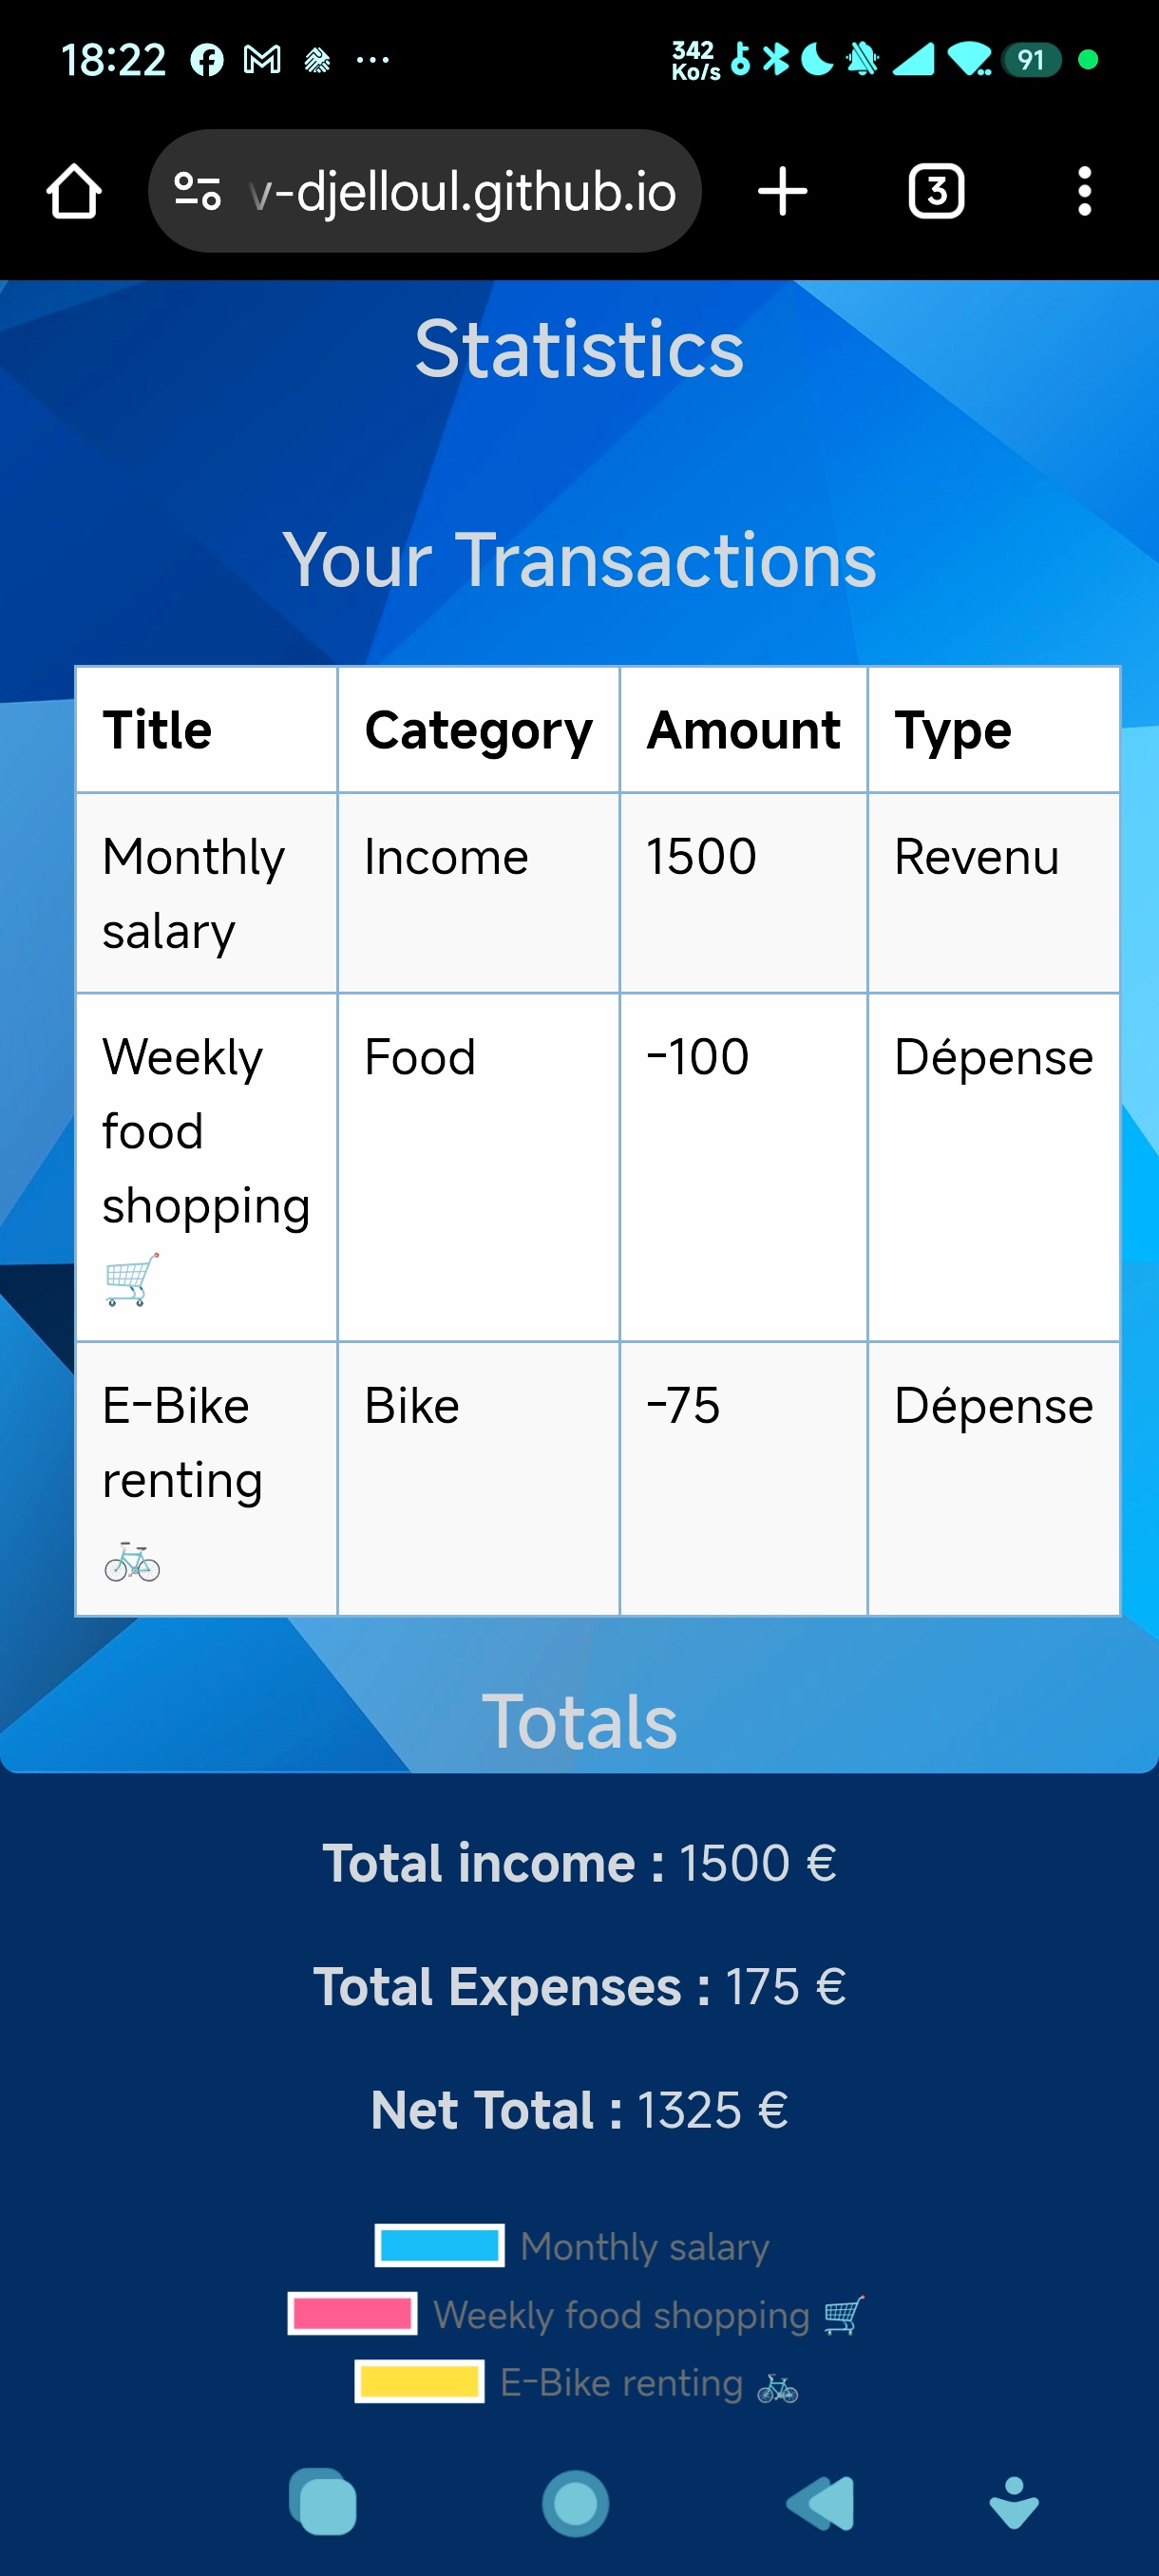 18:22
342
Ko/s
91
v-djelloul.github.io
3
Statistics
Your Transactions
Title Category Amount Type
Monthly salary Income 1500 Revenu
Weekly food shopping 🛒 Food -100 Dépense
E-Bike renting 🚲 Bike -75 Dépense
Totals
Total income : 1500 €
Total Expenses : 175 €
Net Total : 1325 €
Monthly salary
Weekly food shopping 🛒
E-Bike renting 🚲